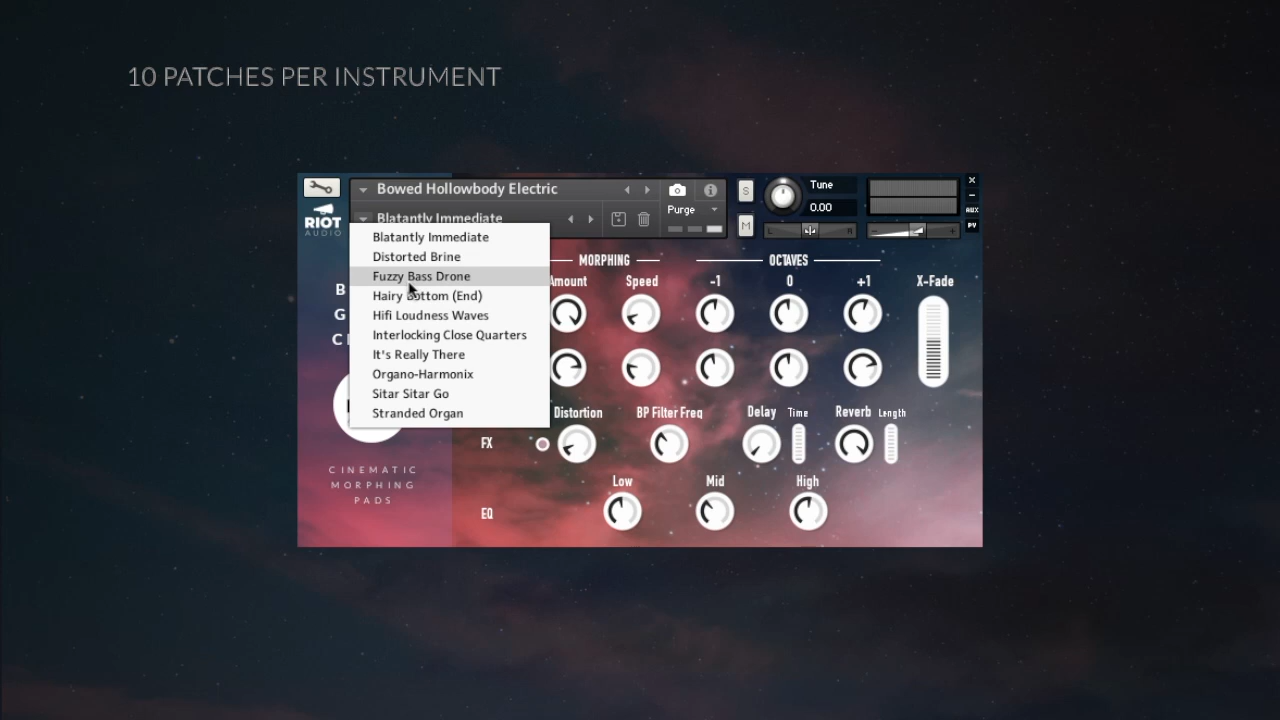 10 PATCHES PER INSTRUMENT
Bowed Hollowbody Electric
Tune
Purge
0.00
S
M
L
R
AUX
PV
RIOT
AUDIO
Blatantly Immediate
Blatantly Immediate
Distorted Brine
Fuzzy Bass Drone
Hairy Bottom (End)
Hifi Loudness Waves
Interlocking Close Quarters
It's Really There
Organo-Harmonix
Sitar Sitar Go
Stranded Organ
MORPHING
OCTAVES
Amount
Speed
-1
0
+1
X-Fade
B
G
C
Distortion
BP Filter Freq
Delay
Time
Reverb
Length
FX
CINEMATIC
MORPHING
PADS
Low
Mid
High
EQ